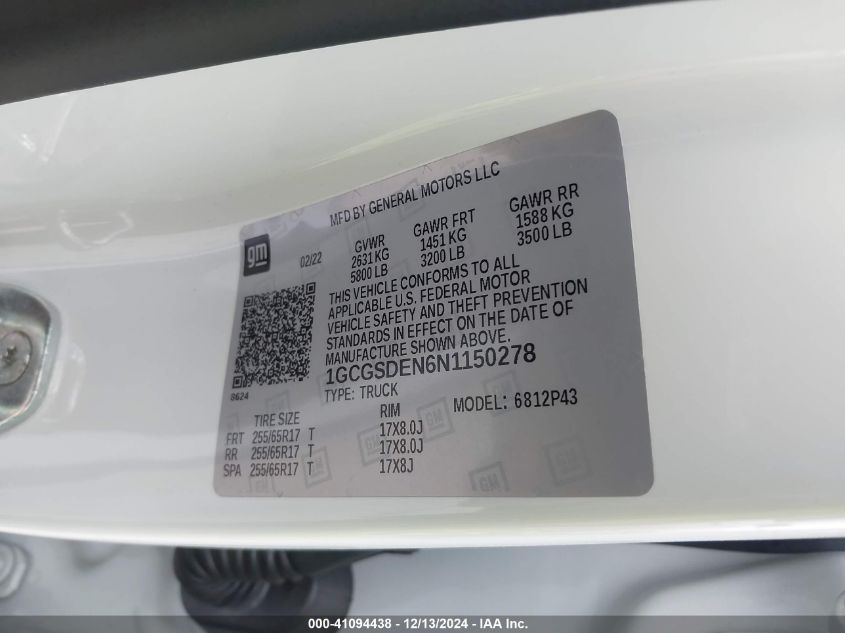 MFD BY GENERAL MOTORS LLC
gm
02/22
GVWR GAWR FRT GAWR RR
2631 KG 1451 KG 1588 KG
5800 LB 3200 LB 3500 LB
THIS VEHICLE CONFORMS TO ALL
APPLICABLE U.S. FEDERAL MOTOR
VEHICLE SAFETY AND THEFT PREVENTION
STANDARDS IN EFFECT ON THE DATE OF
MANUFACTURE SHOWN ABOVE.
1GCGSDEN6N1150278
8624
TYPE: TRUCK MODEL: 6812P43
TIRE SIZE RIM
FRT 255/65R17 T 17X8.0J
RR 255/65R17 T 17X8.0J
SPA 255/65R17 T 17X8J
GM GM GM
000-41094438 - 12/13/2024 - IAA Inc.